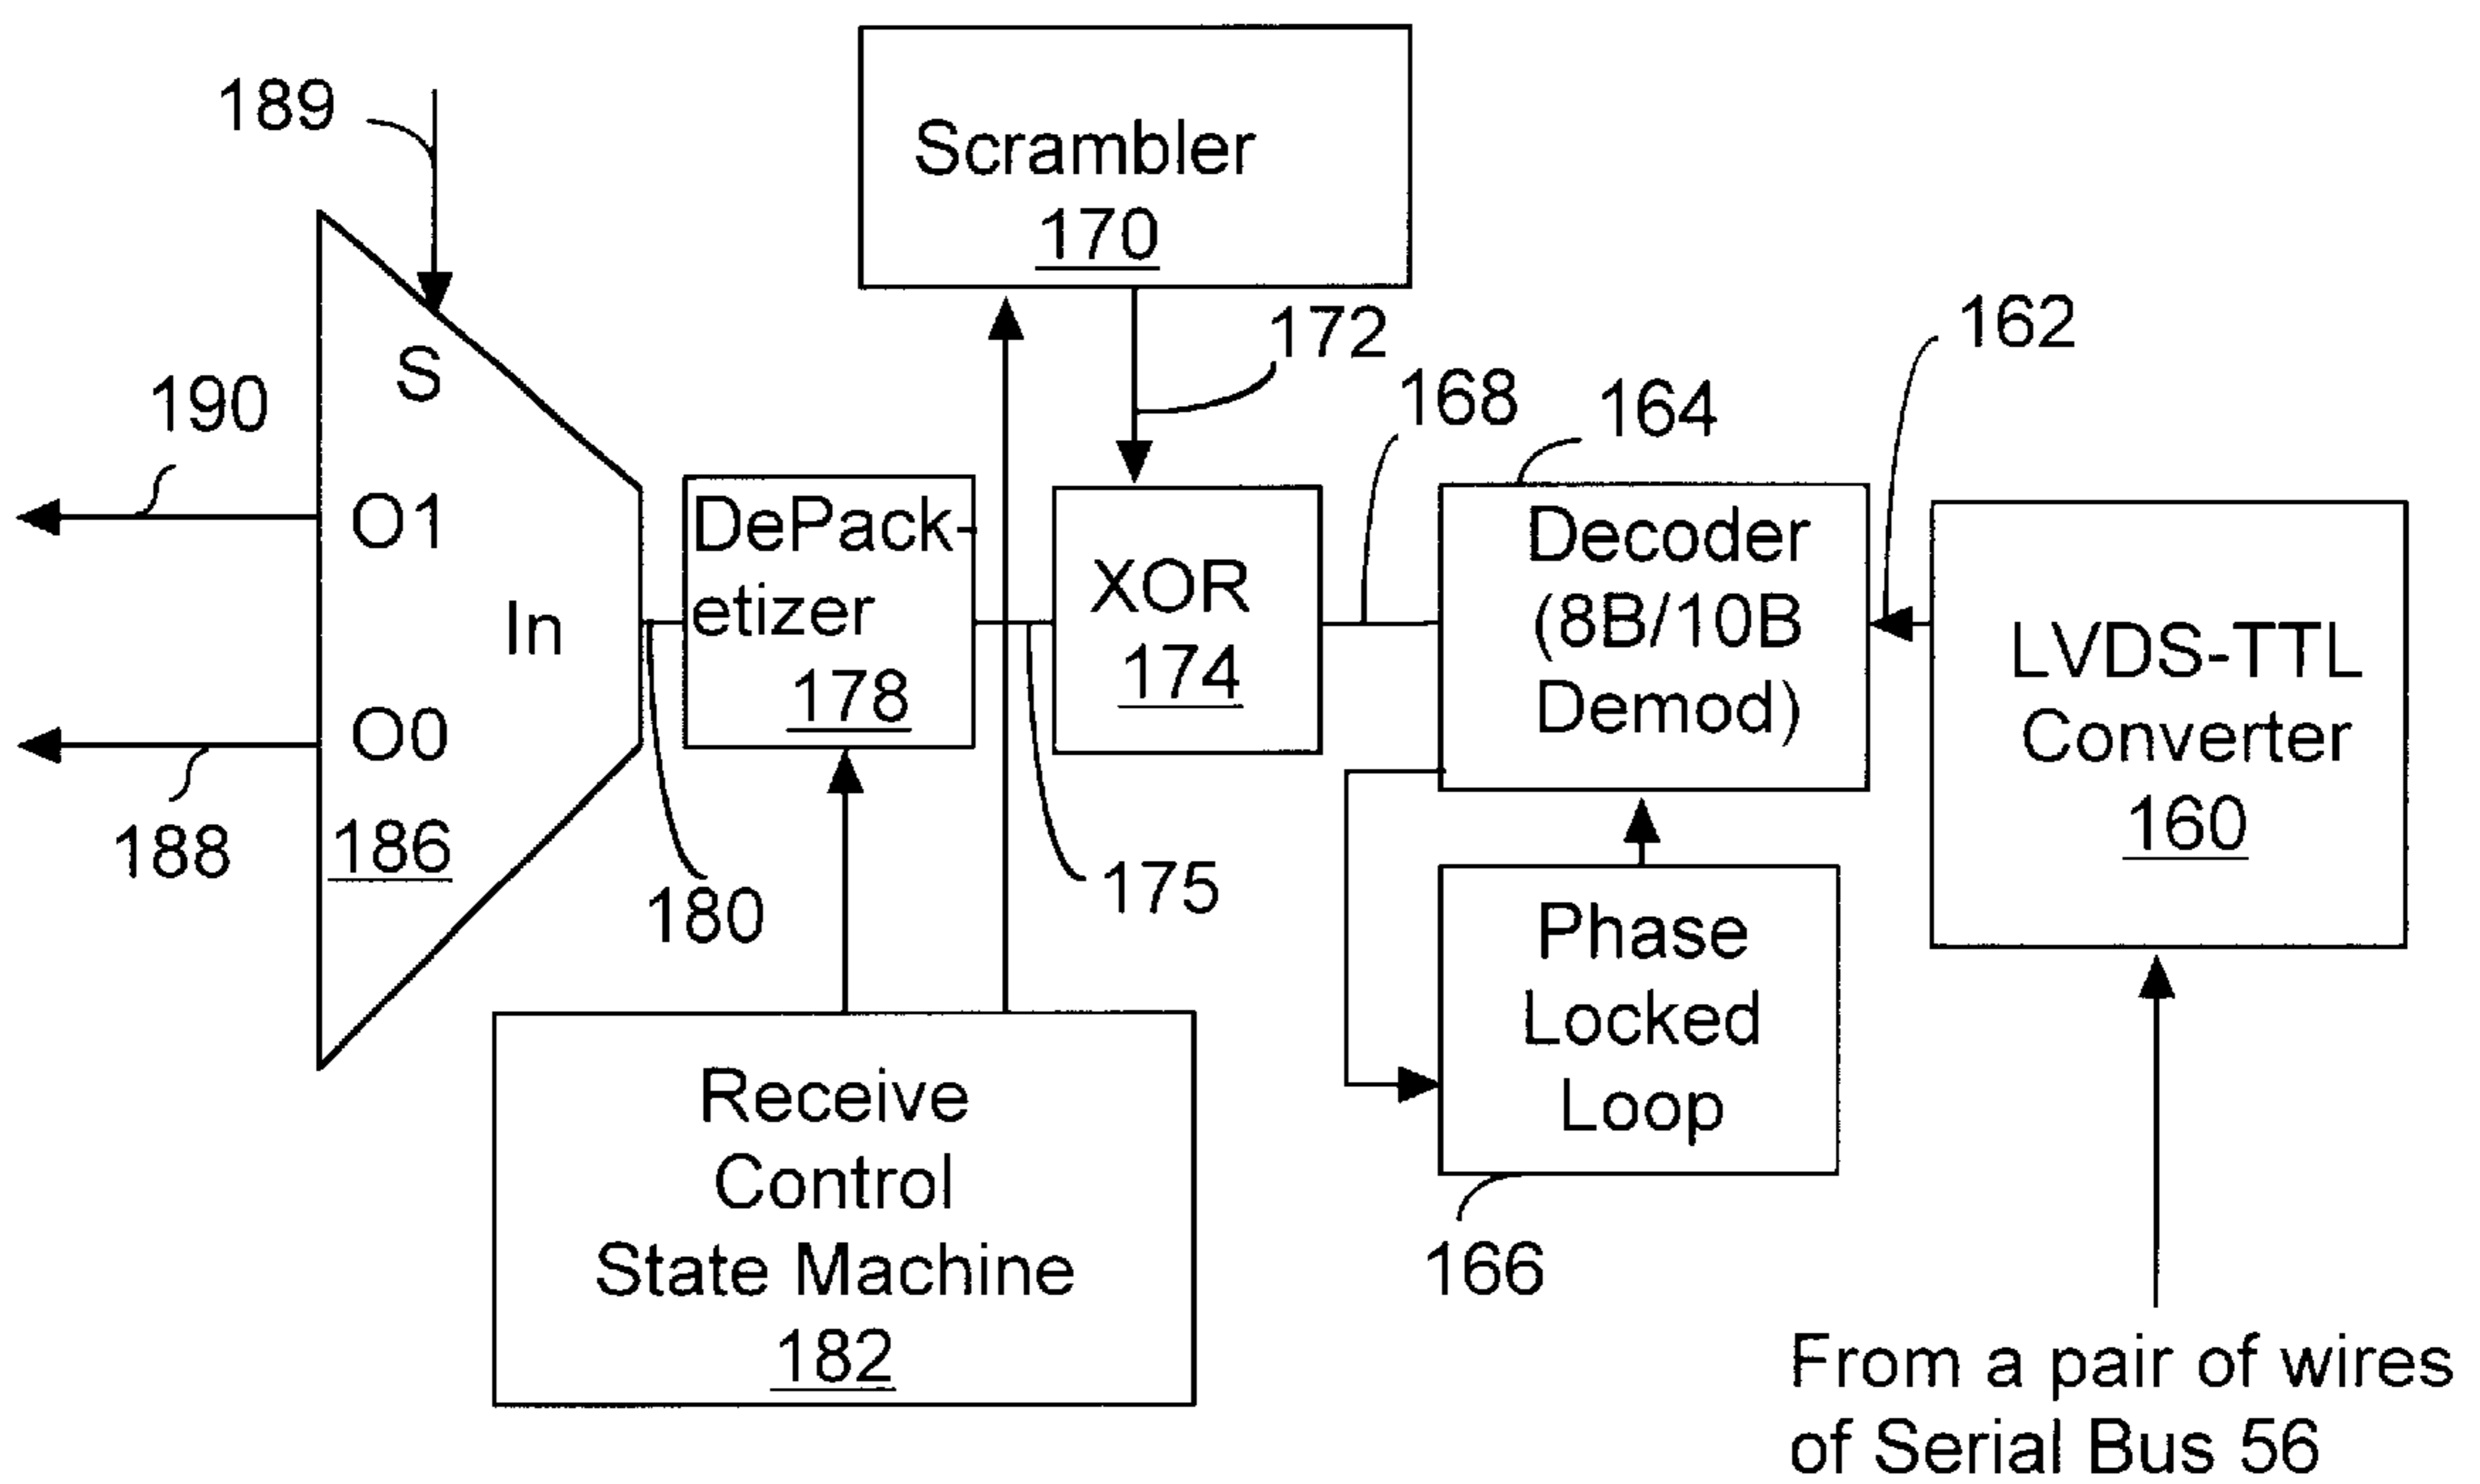 189
Scrambler
170
172
162
190
S
168
164
O1
DePack-
etizer
178
XOR
174
Decoder
(8B/10B
Demod)
LVDS-TTL
Converter
160
In
O0
188
186
180
175
Phase
Locked
Loop
166
Receive
Control
State Machine
182
From a pair of wires
of Serial Bus 56